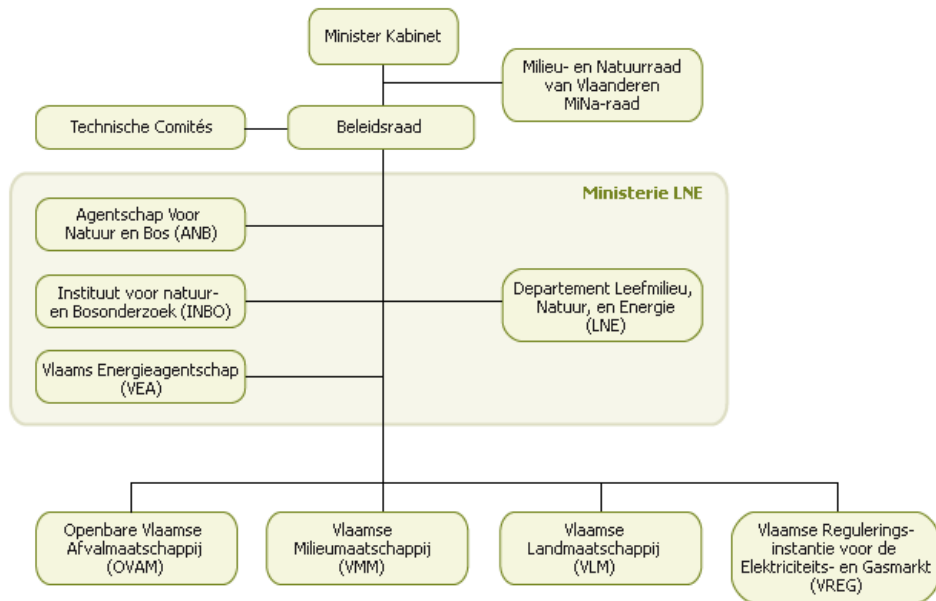 Minister Kabinet
Milieu- en Natuurraad
van Vlaanderen
MiNa-raad
Technische Comités
Beleidsraad
Ministerie LNE
Agentschap Voor
Natuur en Bos (ANB)
Instituut voor natuur-
en Bosonderzoek (INBO)
Departement Leefmilieu,
Natuur, en Energie
(LNE)
Vlaams Energieagentschap
(VEA)
Openbare Vlaamse
Afvalmaatschappij
(OVAM)
Vlaamse
Milieumaatschappij
(VMM)
Vlaamse
Landmaatschappij
(VLM)
Vlaamse Regulerings-
instantie voor de
Elektriciteits- en Gasmarkt
(VREG)